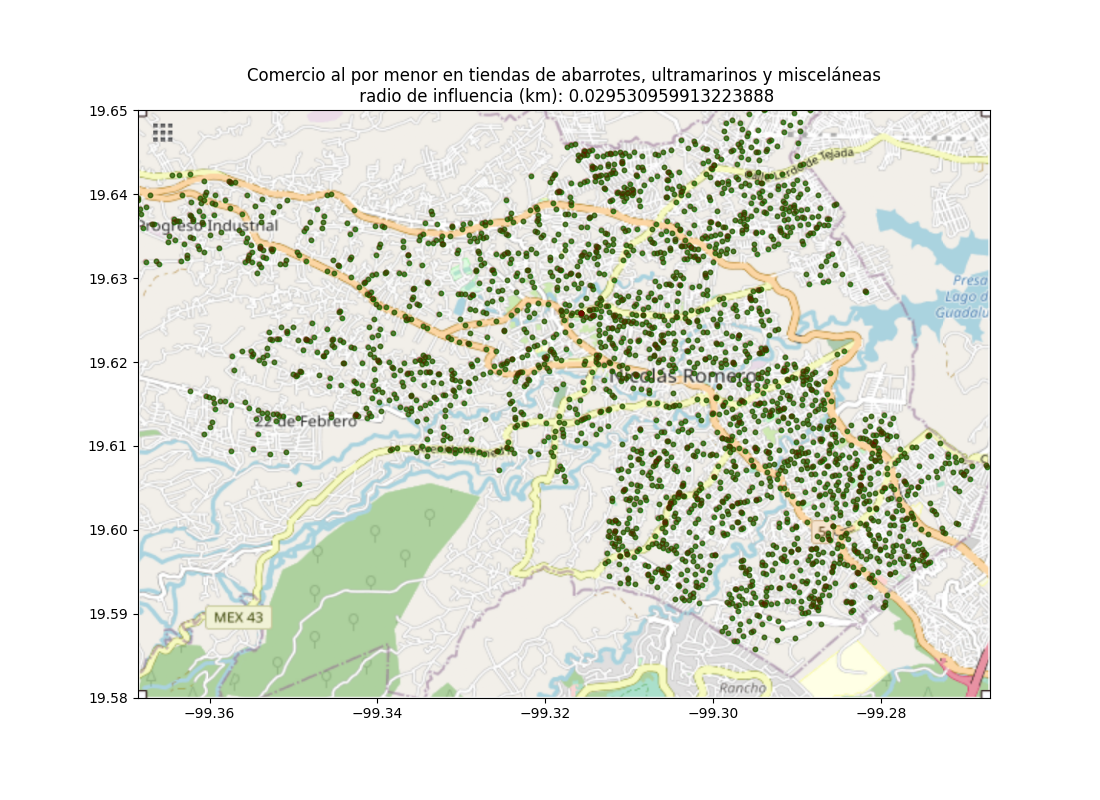 Comercio al por menor en tiendas de abarrotes, ultramarinos y misceláneas
radio de influencia (km): 0.029530959913223888
19.65
19.64
19.63
19.62
19.61
19.60
19.59
19.58
de Tejada
rogreso Industrial
Presa
Lago d
Guadalu
Nicolás Romero
22 de Febrero
MEX 43
Rancho
−99.36
−99.34
−99.32
−99.30
−99.28